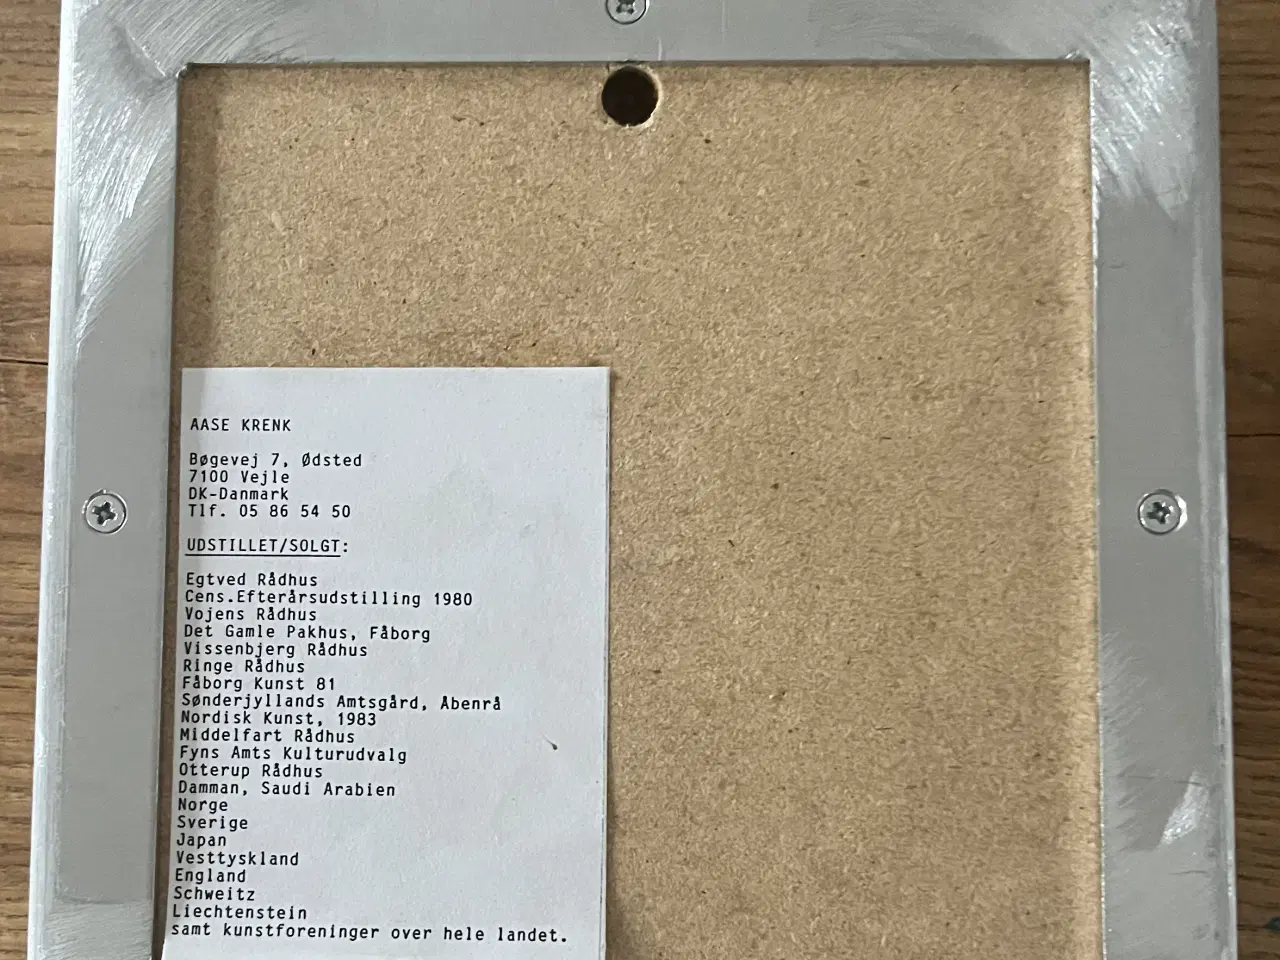 AASE KRENK
Bøgevej 7, Ødsted
7100 Vejle
DK-Danmark
Tlf. 05 86 54 50
UDSTILLET/SOLGT:
Egtved Rådhus
Cens.Efterårsudstilling 1980
Vojens Rådhus
Det Gamle Pakhus, Fåborg
Vissenbjerg Rådhus
Ringe Rådhus
Fåborg Kunst 81
Sønderjyllands Amtsgård, Åbenrå
Nordisk Kunst, 1983
Middelfart Rådhus
Fyns Amts Kulturudvalg
Otterup Rådhus
Damman, Saudi Arabien
Norge
Sverige
Japan
Vesttyskland
England
Schweitz
Liechtenstein
samt kunstforeninger over hele landet.